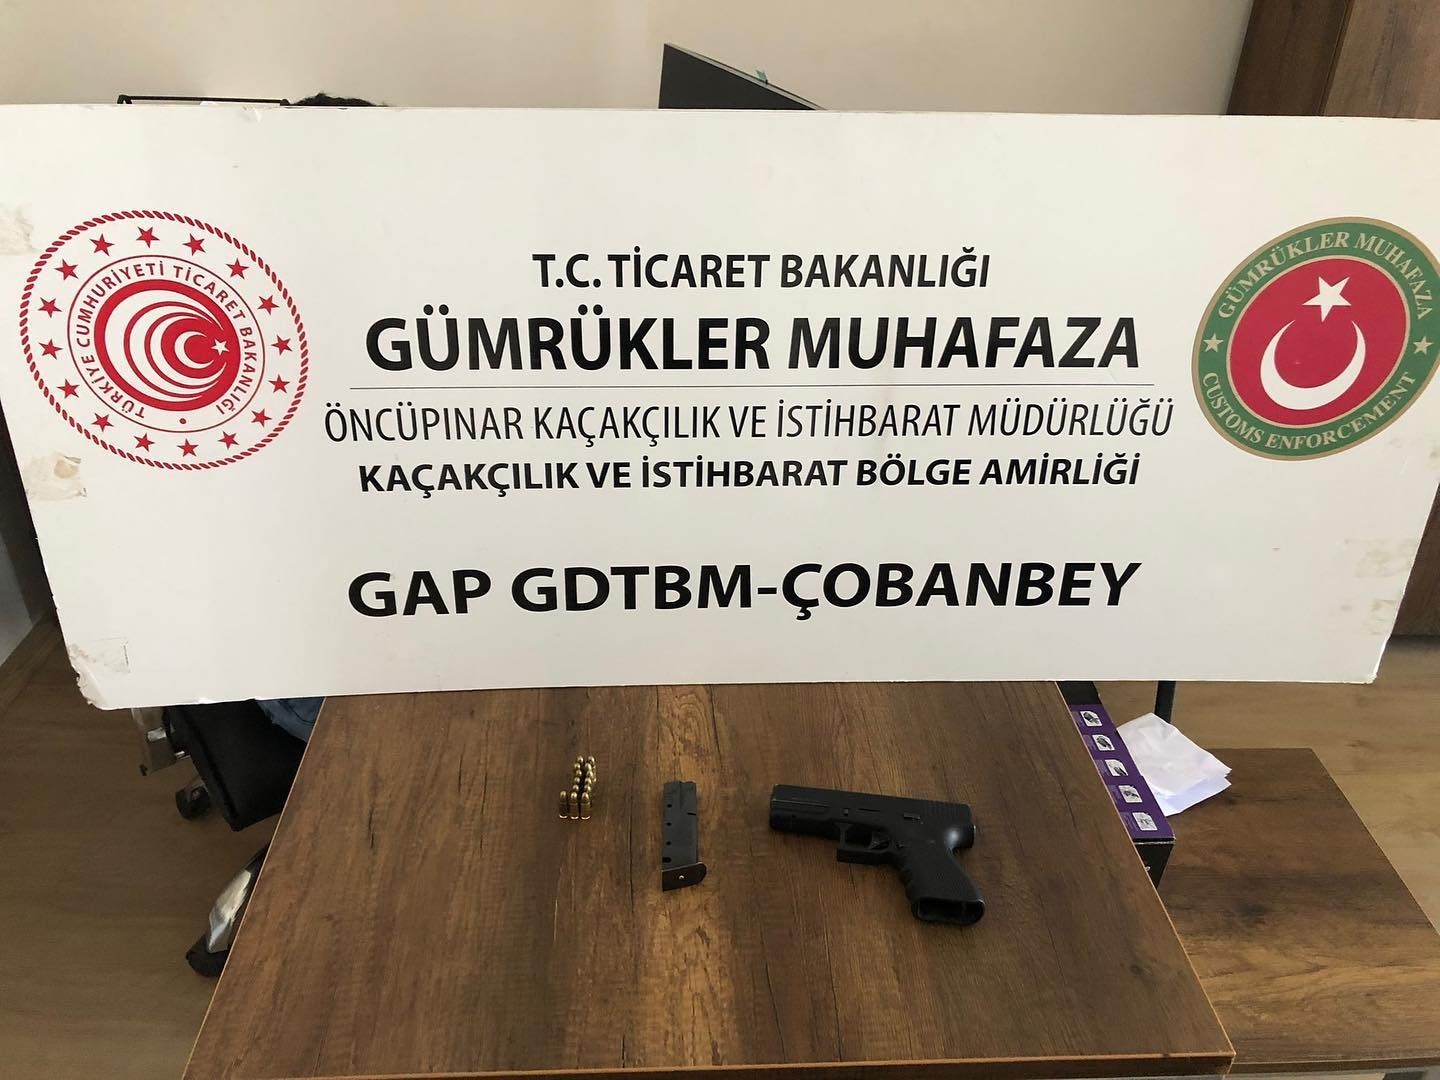 TÜRKİYE CUMHURİYETİ TİCARET BAKANLIĞI
T.C. TİCARET BAKANLIĞI
GÜMRÜKLER MUHAFAZA
ÖNCÜPINAR KAÇAKÇILIK VE İSTİHBARAT MÜDÜRLÜĞÜ
KAÇAKÇILIK VE İSTİHBARAT BÖLGE AMİRLİĞİ
GAP GDTBM-ÇOBANBEY
GÜMRÜKLER MUHAFAZA
CUSTOMS ENFORCEMENT